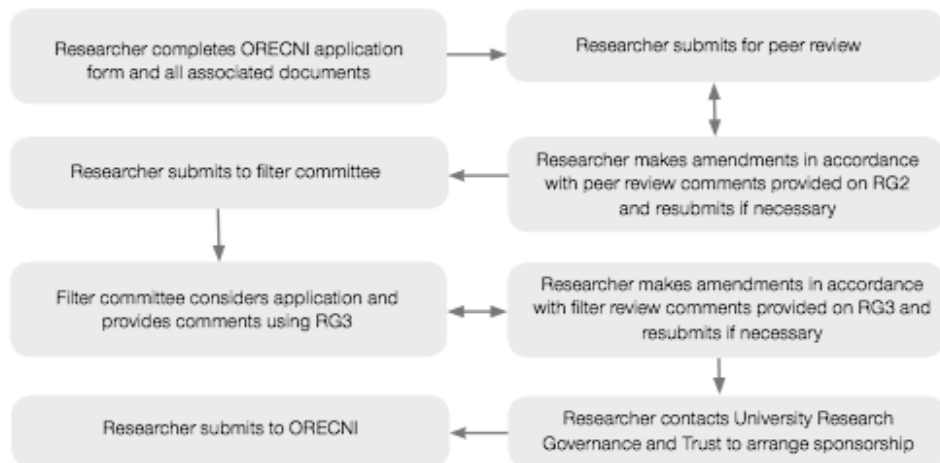 Researcher completes ORECNI application
form and all associated documents
Researcher submits for peer review
Researcher makes amendments in accordance
with peer review comments provided on RG2
and resubmits if necessary
Researcher submits to filter committee
Filter committee considers application and
provides comments using RG3
Researcher makes amendments in accordance
with filter review comments provided on RG3 and
resubmits if necessary
Researcher contacts University Research
Governance and Trust to arrange sponsorship
Researcher submits to ORECNI